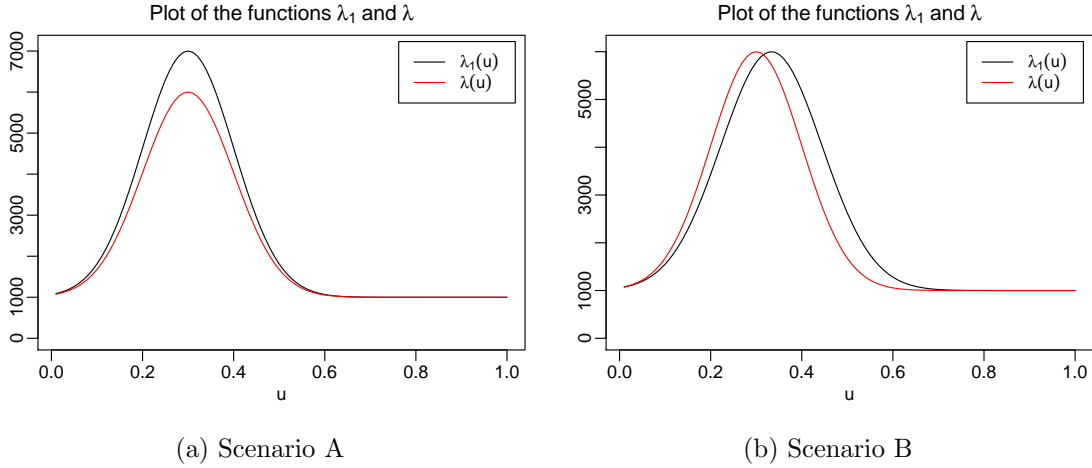 Plot of the functions λ₁ and λ
7000
5000
3000
1000
0
λ₁(u)
λ(u)
0.0 0.2 0.4 0.6 0.8 1.0
u
(a) Scenario A
Plot of the functions λ₁ and λ
5000
3000
1000
0
λ₁(u)
λ(u)
0.0 0.2 0.4 0.6 0.8 1.0
u
(b) Scenario B